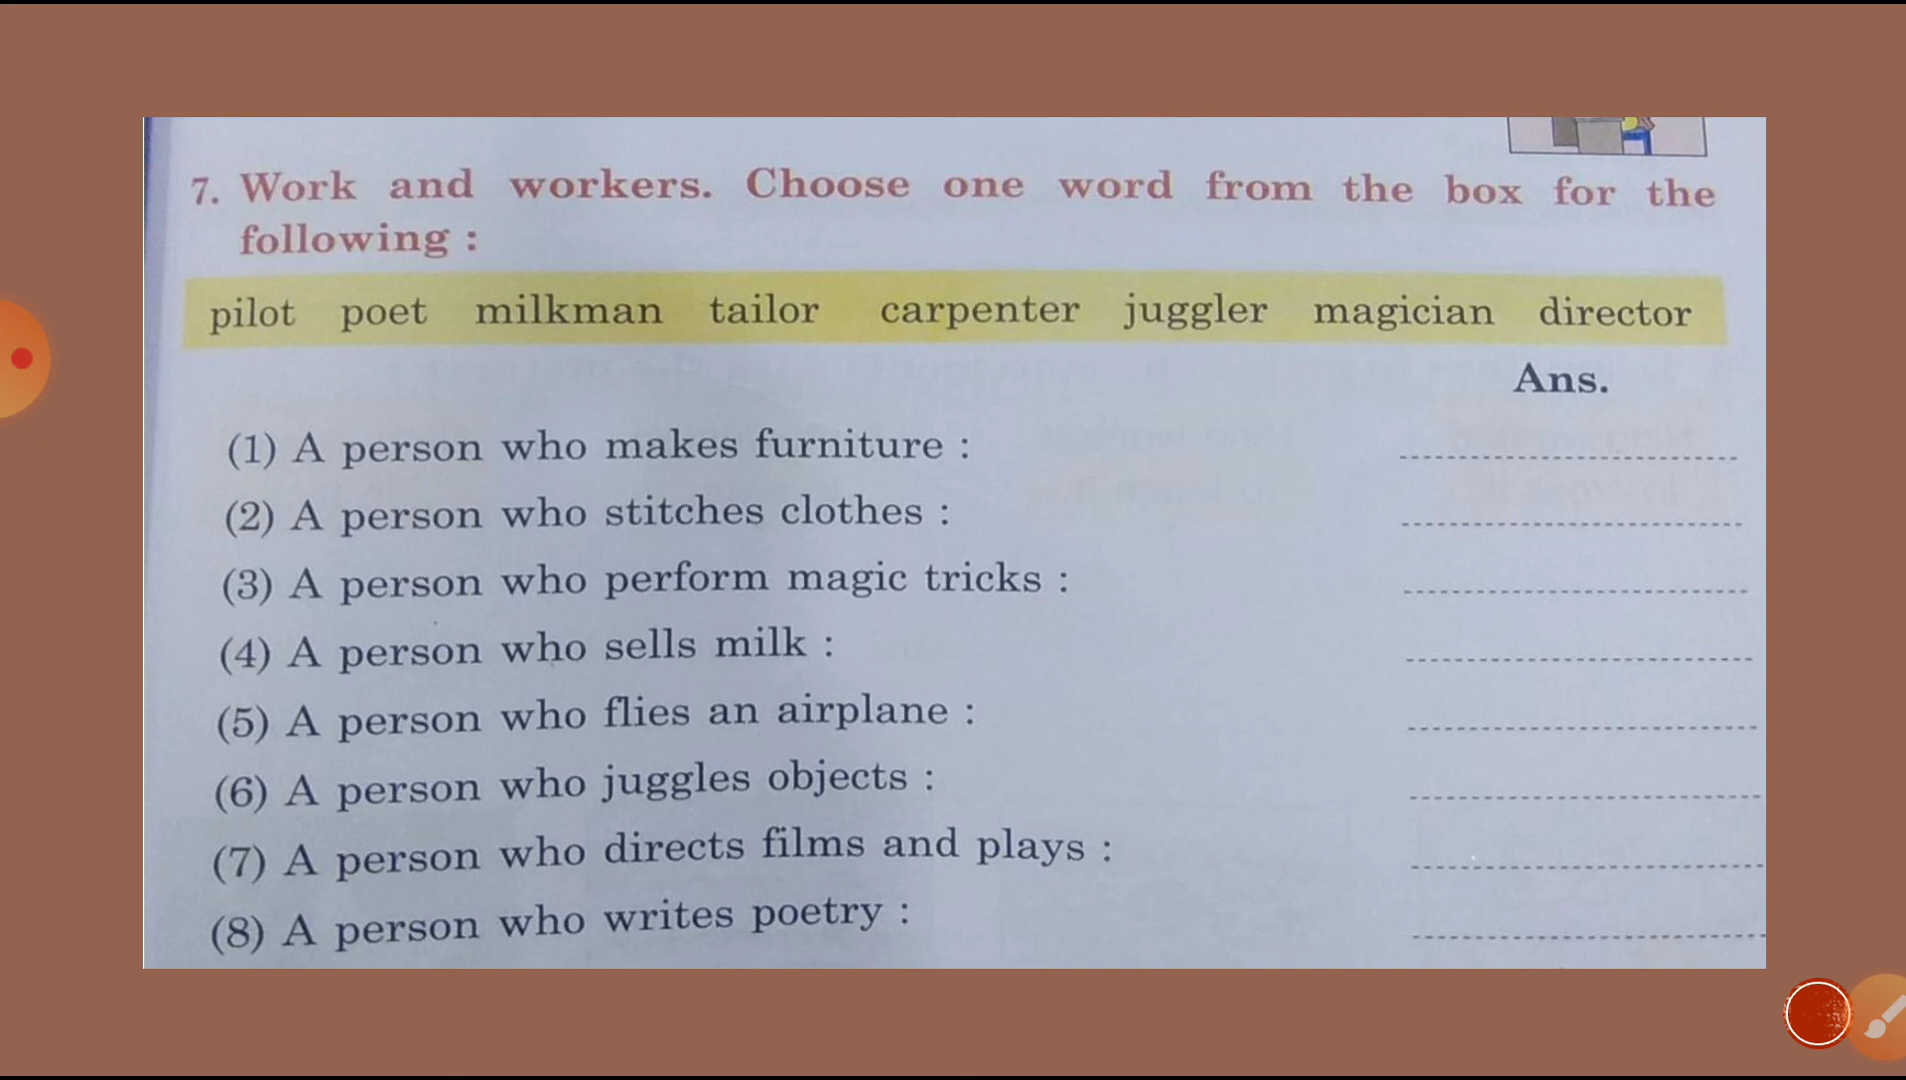 7. Work and workers. Choose one word from the box for the
following :
pilot poet milkman tailor carpenter juggler magician director
Ans.
(1) A person who makes furniture :
(2) A person who stitches clothes :
(3) A person who perform magic tricks :
(4) A person who sells milk :
(5) A person who flies an airplane :
(6) A person who juggles objects :
(7) A person who directs films and plays :
(8) A person who writes poetry :